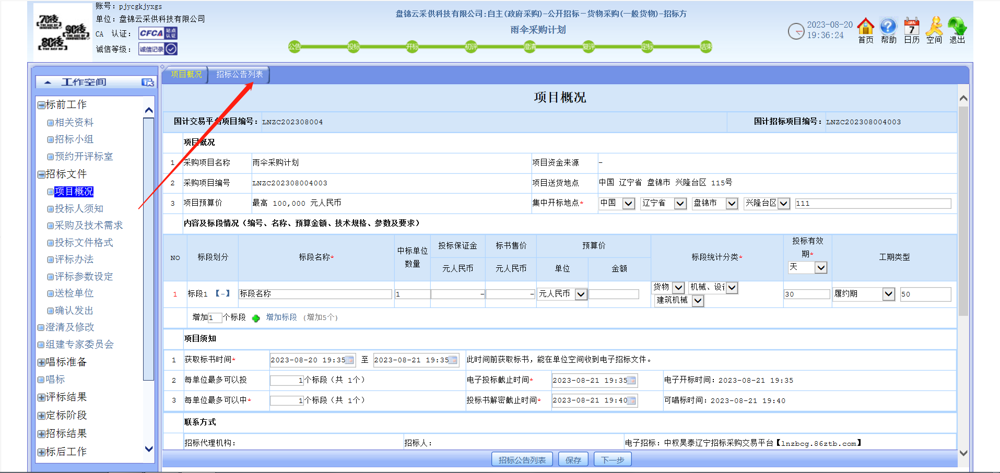 账号：pjycgkjyxgs
单位：盘锦云采供科技有限公司
CA 认证：
CFCA 站点认证
诚信等级：
诚信记录
70後
90後
80後
盘锦云采供科技有限公司:自主(政府采购)-公开招标－货物采购(一般货物)-招标方
雨伞采购计划
公告 投标 开标 初评 澄清 复评 定标 结束
2023-08-20
19:36:24
JAN 7
首页 帮助 日历 空间 退出
工作空间
标前工作
相关资料
招标小组
预约开评标室
招标文件
项目概况
投标人须知
采购及技术需求
投标文件格式
评标办法
评标参数设定
送检单位
确认发出
澄清及修改
组建专家委员会
唱标准备
唱标
评标结果
定标阶段
招标结果
标后工作
项目概况 招标公告列表
项目概况
国计交易平台项目编号：LNZC202308004 国计招标项目编号：LNZC202308004003
项目概况
1 采购项目名称 雨伞采购计划 项目资金来源 -
2 采购项目编号 LNZC202308004003 项目送货地点 中国 辽宁省 盘锦市 兴隆台区 115号
3 项目预算价 最高 100,000 元人民币 集中开标地点* 中国 辽宁省 盘锦市 兴隆台区 111
内容及标段情况（编号、名称、预算金额、技术规格、参数及要求）
NO 标段划分 标段名称* 中标单位数量 投标保证金 标书售价 预算价 标段统计分类* 投标有效期* 天 工期类型
元人民币 元人民币 单位 金额
1 标段1 【-】 标段名称 1 - - 元人民币 货物 机械、设 建筑机械 30 履约期 50
增加1个标段 增加标段 (增加5个)
项目须知
1 获取标书时间* 2023-08-20 19:35 至 2023-08-21 19:35 此时间前获取标书，能在单位空间收到电子招标文件。
2 每单位最多可以投 1个标段（共 1个） 电子投标截止时间* 2023-08-21 19:35 电子开标时间：2023-08-21 19:35
3 每单位最多可以中* 1个标段（共 1个） 投标书解密截止时间* 2023-08-21 19:40 可唱标时间：2023-08-21 19:40
联系方式
招标代理机构： 招标人： 电子招标：中权昊泰辽宁招标采购交易平台【lnzbcg.86ztb.com】
招标公告列表 保存 下一步